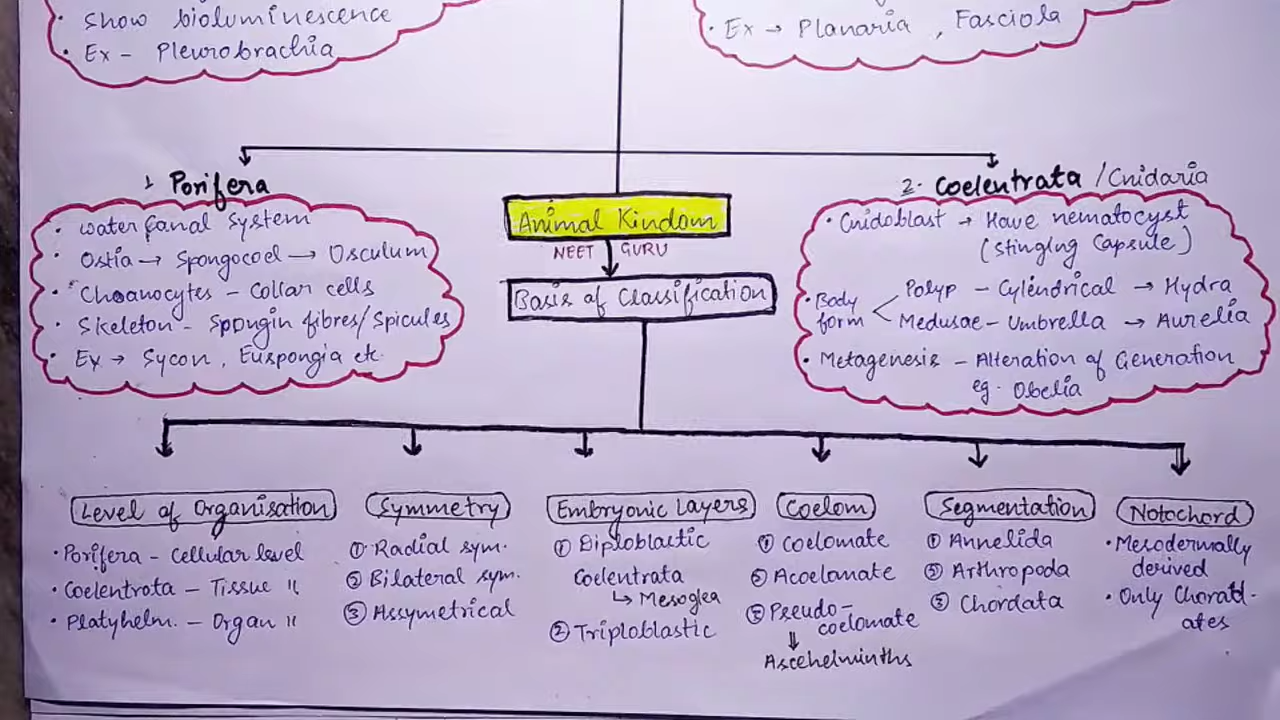 Show bioluminescence
• Ex - Pleurobrachia
• Ex → Planaria , Fasciola
1 Porifera
• water canal System
• Ostia → Spongocoel → Osculum
• Choanocytes - Collar cells
• Skeleton - Spongin fibres/Spicules
• Ex → Sycon, Euspongia etc.
Animal Kindom
NEET GURU
Basis of Classification
2. Coelentrata / Cnidaria
• Cnidoblast → Have nematocyst
(stinging Capsule)
• Body form < Polyp - Cylindrical → Hydra
Medusae - Umbrella → Aurelia
• Metagenesis - Alteration of Generation
eg. Obelia
Level of Organisation
• Porifera - Cellular level
• Coelentrota - Tissue "
• Platyhelm. - Organ "
Symmetry
① Radial sym.
② Bilateral sym.
③ Assymetrical
Embryonic Layers
① Diploblastic
Coelentrata
↳ Mesoglea
② Triploblastic
Coelom
① Coelomate
② Acoelomate
③ Pseudo-
coelomate
⇓
Ascehelminths
Segmentation
① Annelida
② Arthropoda
③ Chordata
Notochord
• Mesodermally
derived
• Only Chord-
ates